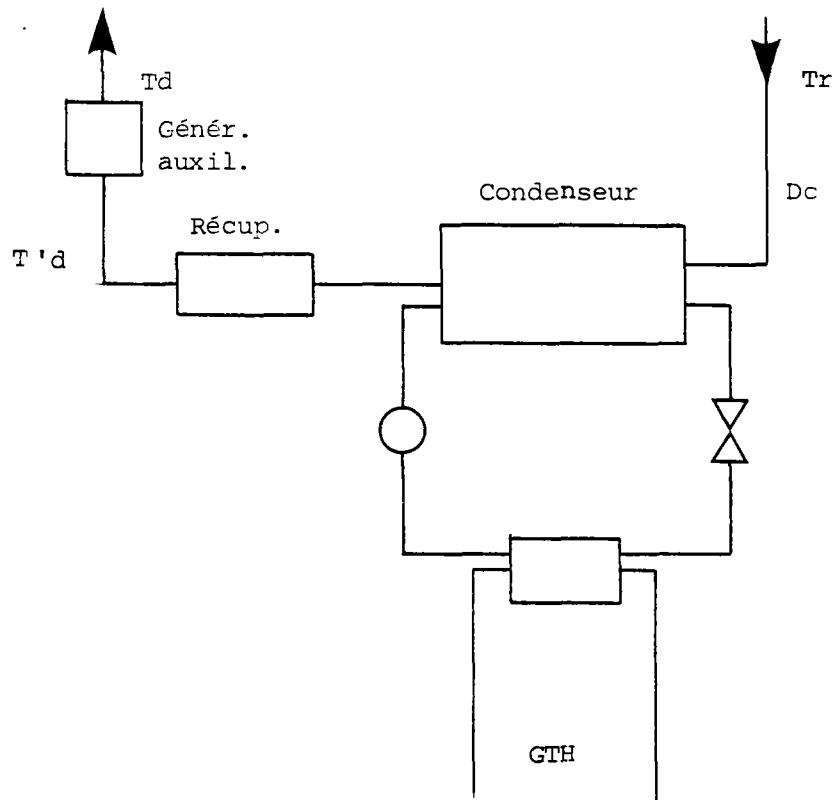 Td
Tr
Génér.
auxil.
Condenseur
Dc
Récup.
T'd
GTH